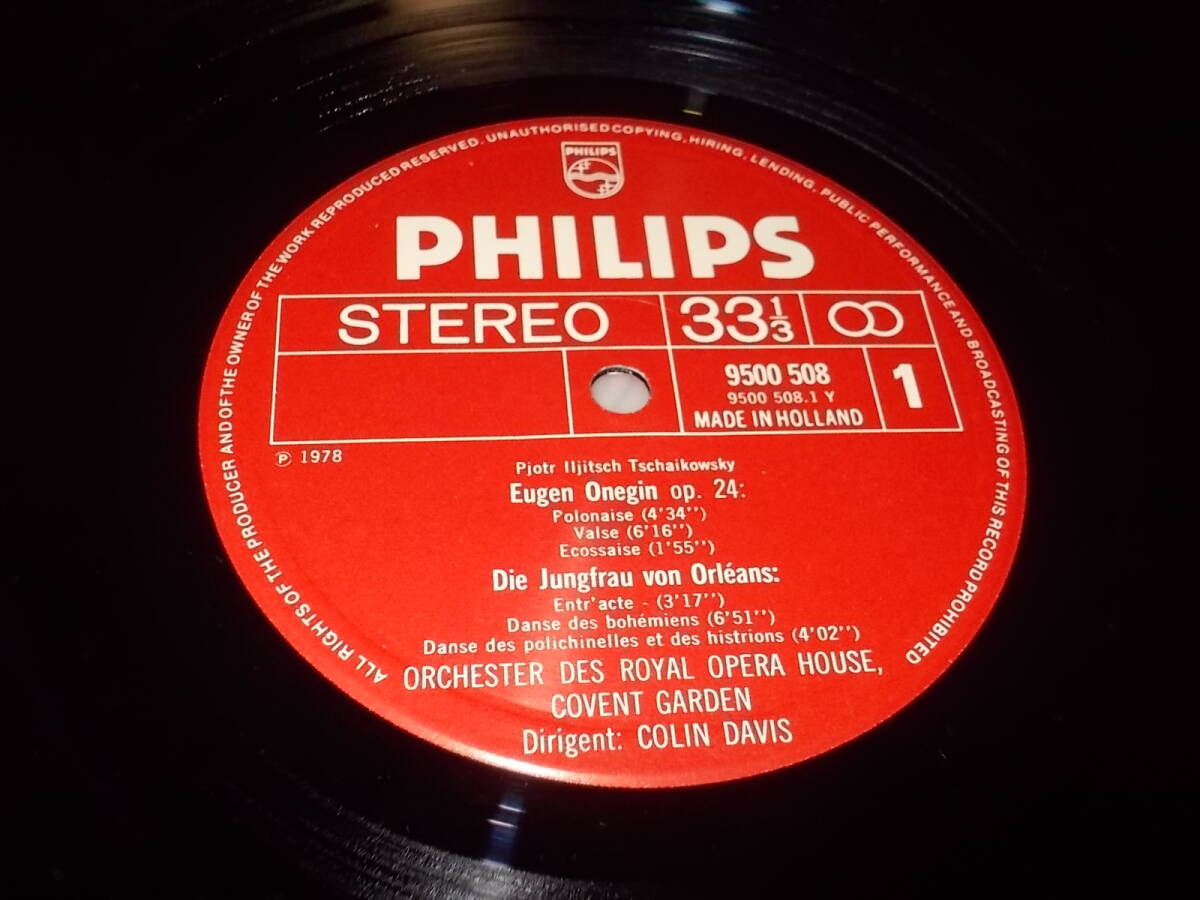 ALL RIGHTS OF THE PRODUCER AND OF THE OWNER OF THE WORK REPRODUCED RESERVED. UNAUTHORISED COPYING, HIRING, LENDING, PUBLIC PERFORMANCE AND BROADCASTING OF THIS RECORD PROHIBITED
PHILIPS
PHILIPS
STEREO 33 1/3
9500 508 1
9500 508.1 Y
MADE IN HOLLAND
℗ 1978
Pjotr Iljitsch Tschaikowsky
Eugen Onegin op. 24:
Polonaise (4'34'')
Valse (6'16'')
Ecossaise (1'55'')
Die Jungfrau von Orléans:
Entr'acte - (3'17'')
Danse des bohémiens (6'51'')
Danse des polichinelles et des histrions (4'02'')
ORCHESTER DES ROYAL OPERA HOUSE,
COVENT GARDEN
Dirigent: COLIN DAVIS